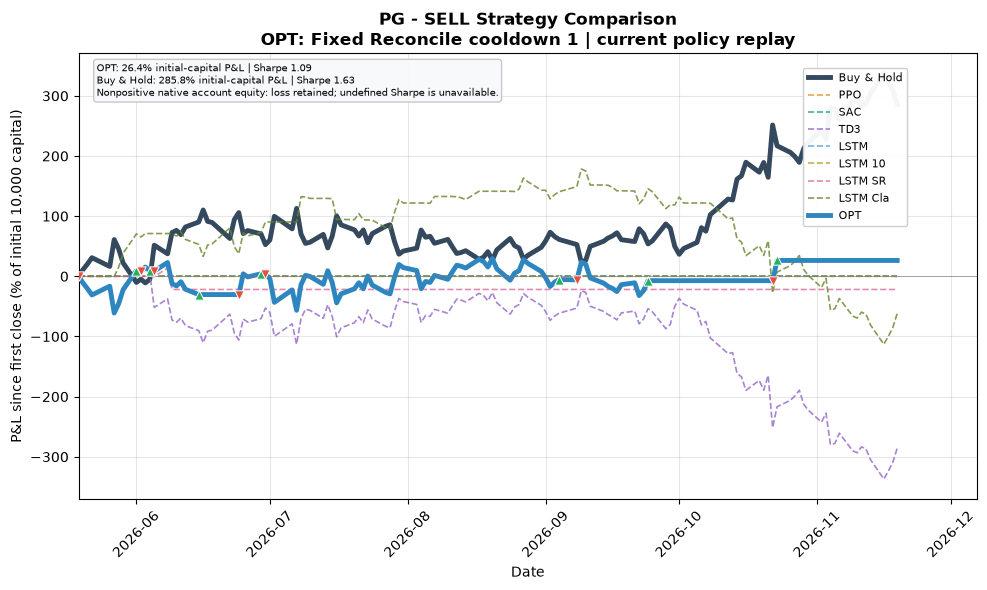 PG - SELL Strategy Comparison
OPT: Fixed Reconcile cooldown 1 | current policy replay
OPT: 26.4% initial-capital P&L | Sharpe 1.09
Buy & Hold: 285.8% initial-capital P&L | Sharpe 1.63
Nonpositive native account equity: loss retained; undefined Sharpe is unavailable.
Buy & Hold
PPO
SAC
TD3
LSTM
LSTM 10
LSTM SR
LSTM Cla
OPT
P&L since first close (% of initial 10,000 capital)
300
200
100
0
−100
−200
−300
2026-06
2026-07
2026-08
2026-09
2026-10
2026-11
2026-12
Date